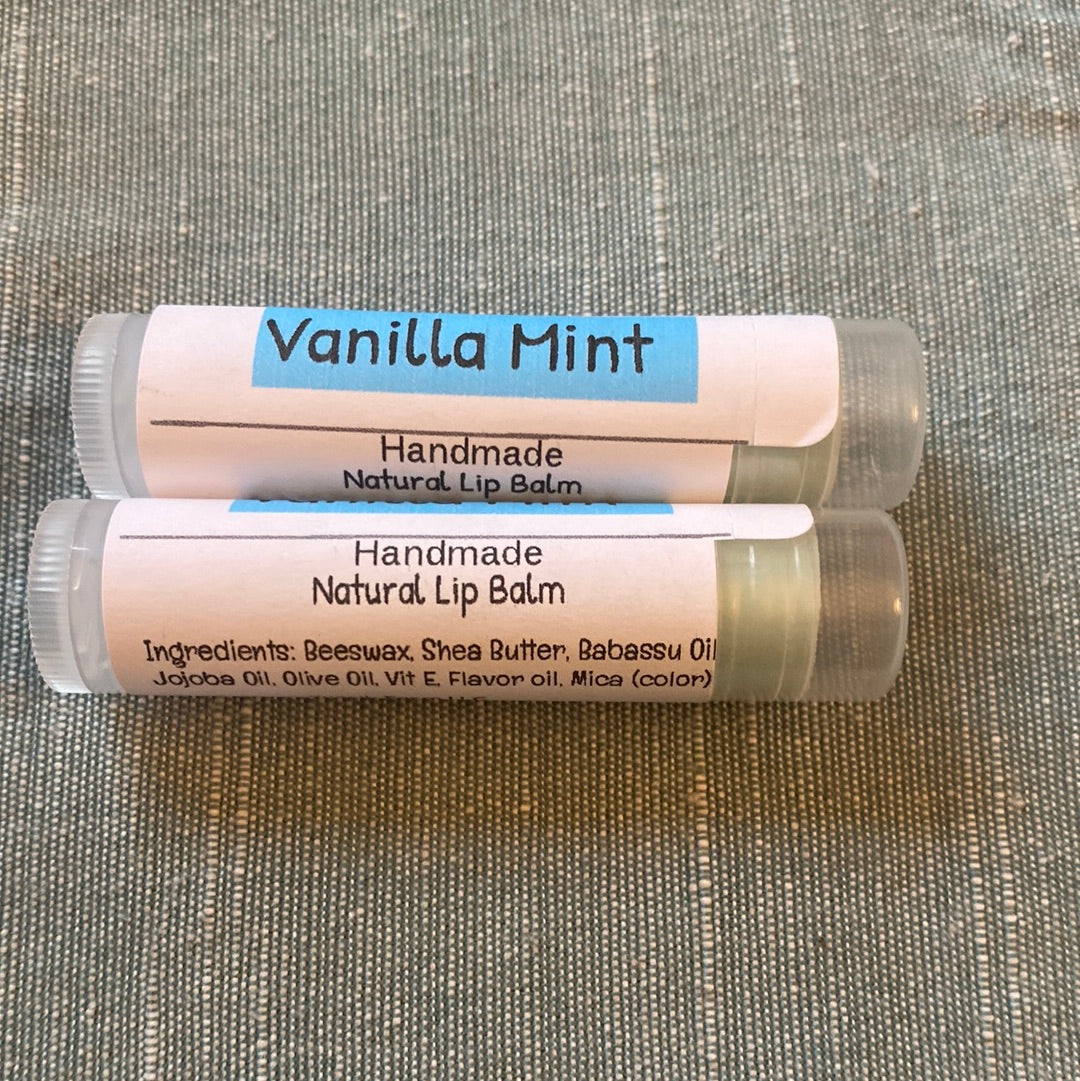 Vanilla Mint
Handmade
Natural Lip Balm
Handmade
Natural Lip Balm
Ingredients: Beeswax, Shea Butter, Babassu Oil
Jojoba Oil, Olive Oil, Vit E, Flavor oil, Mica (color)